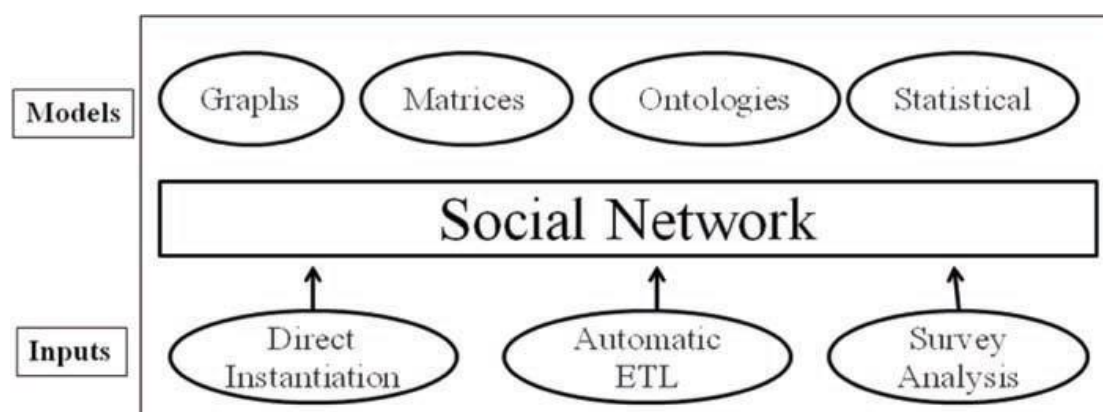 Models
Graphs
Matrices
Ontologies
Statistical
Social Network
Inputs
Direct
Instantiation
Automatic
ETL
Survey
Analysis